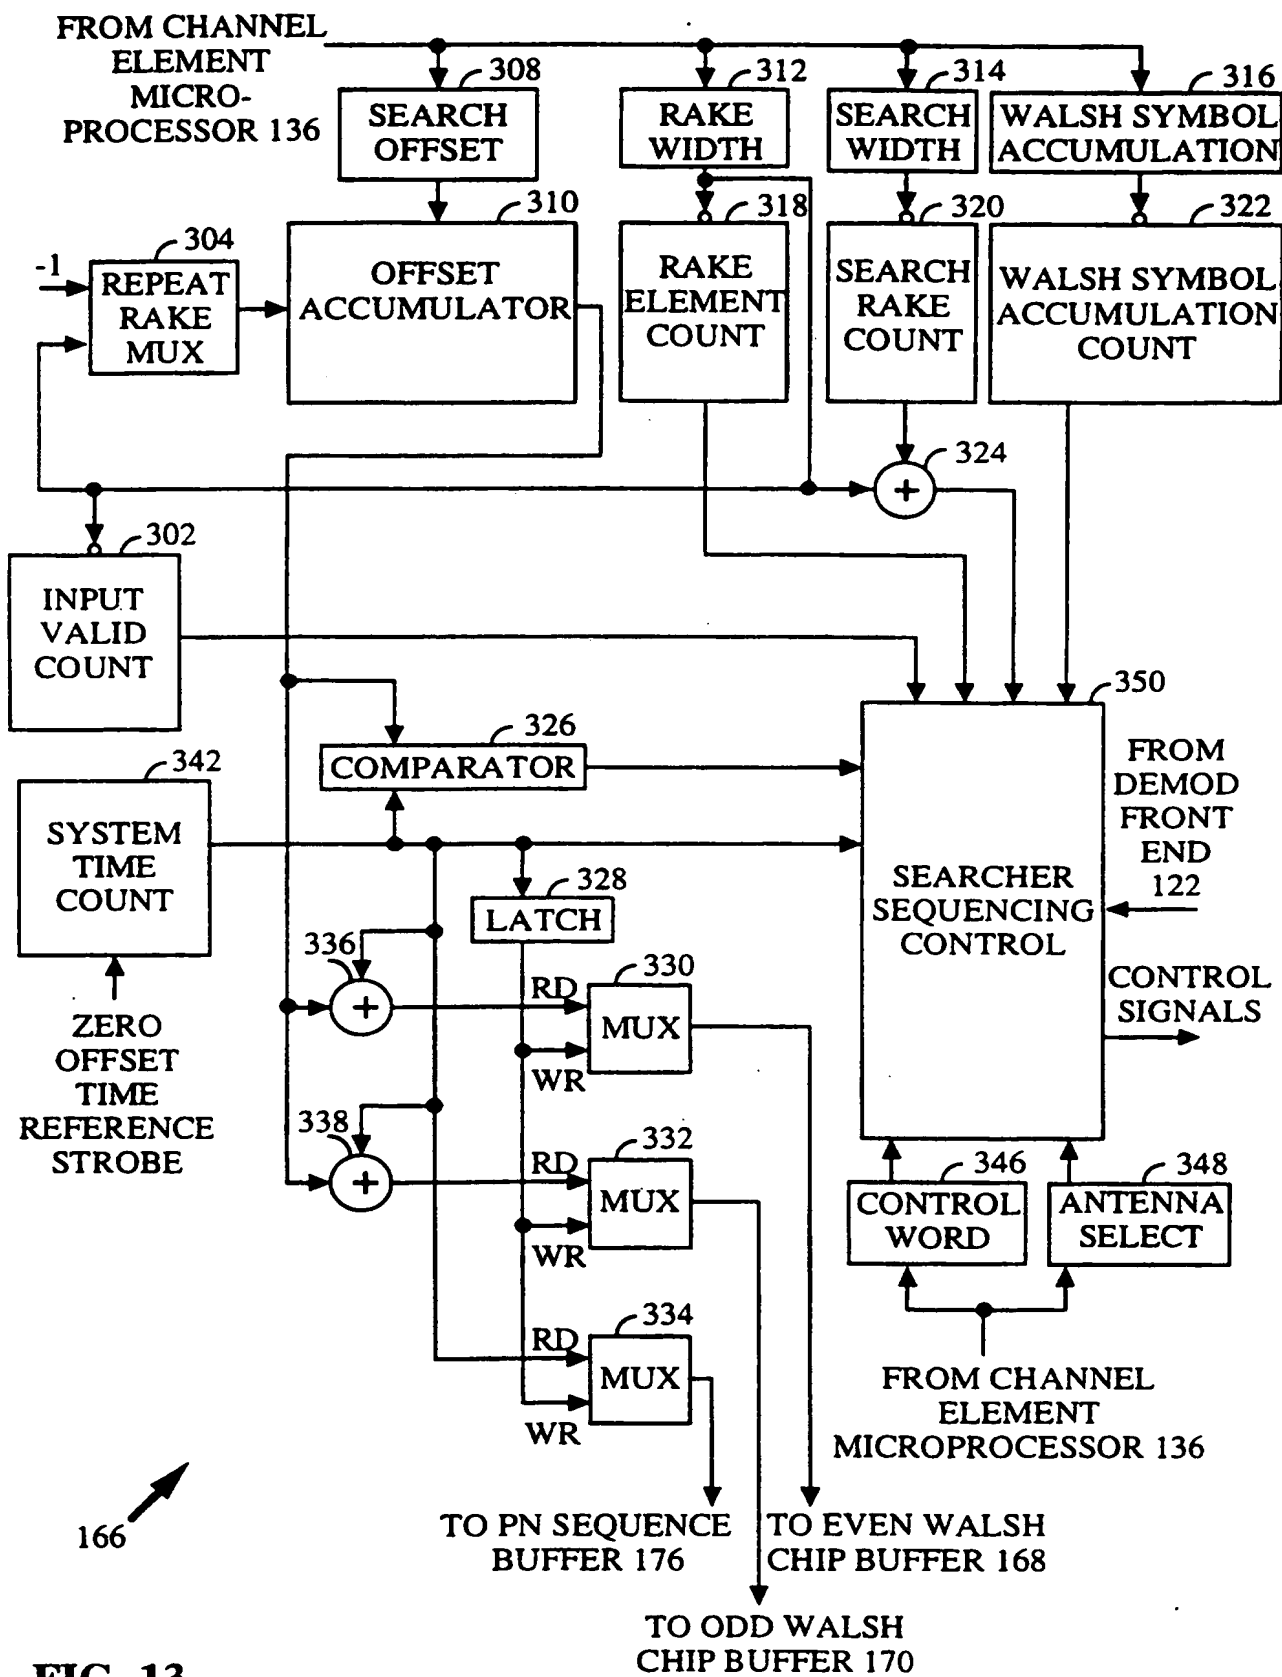 FROM CHANNEL
ELEMENT
MICRO-
PROCESSOR 136
308
SEARCH
OFFSET
312
RAKE
WIDTH
314
SEARCH
WIDTH
316
WALSH SYMBOL
ACCUMULATION
-1
304
REPEAT
RAKE
MUX
310
OFFSET
ACCUMULATOR
318
RAKE
ELEMENT
COUNT
320
SEARCH
RAKE
COUNT
322
WALSH SYMBOL
ACCUMULATION
COUNT
324
+
302
INPUT
VALID
COUNT
326
COMPARATOR
350
SEARCHER
SEQUENCING
CONTROL
FROM
DEMOD
FRONT
END
122
CONTROL
SIGNALS
342
SYSTEM
TIME
COUNT
ZERO
OFFSET
TIME
REFERENCE
STROBE
328
LATCH
336
+
RD
330
MUX
WR
338
+
RD
332
MUX
WR
RD
334
MUX
WR
346
CONTROL
WORD
348
ANTENNA
SELECT
FROM CHANNEL
ELEMENT
MICROPROCESSOR 136
166
TO PN SEQUENCE
BUFFER 176
TO EVEN WALSH
CHIP BUFFER 168
TO ODD WALSH
CHIP BUFFER 170
FIG. 13